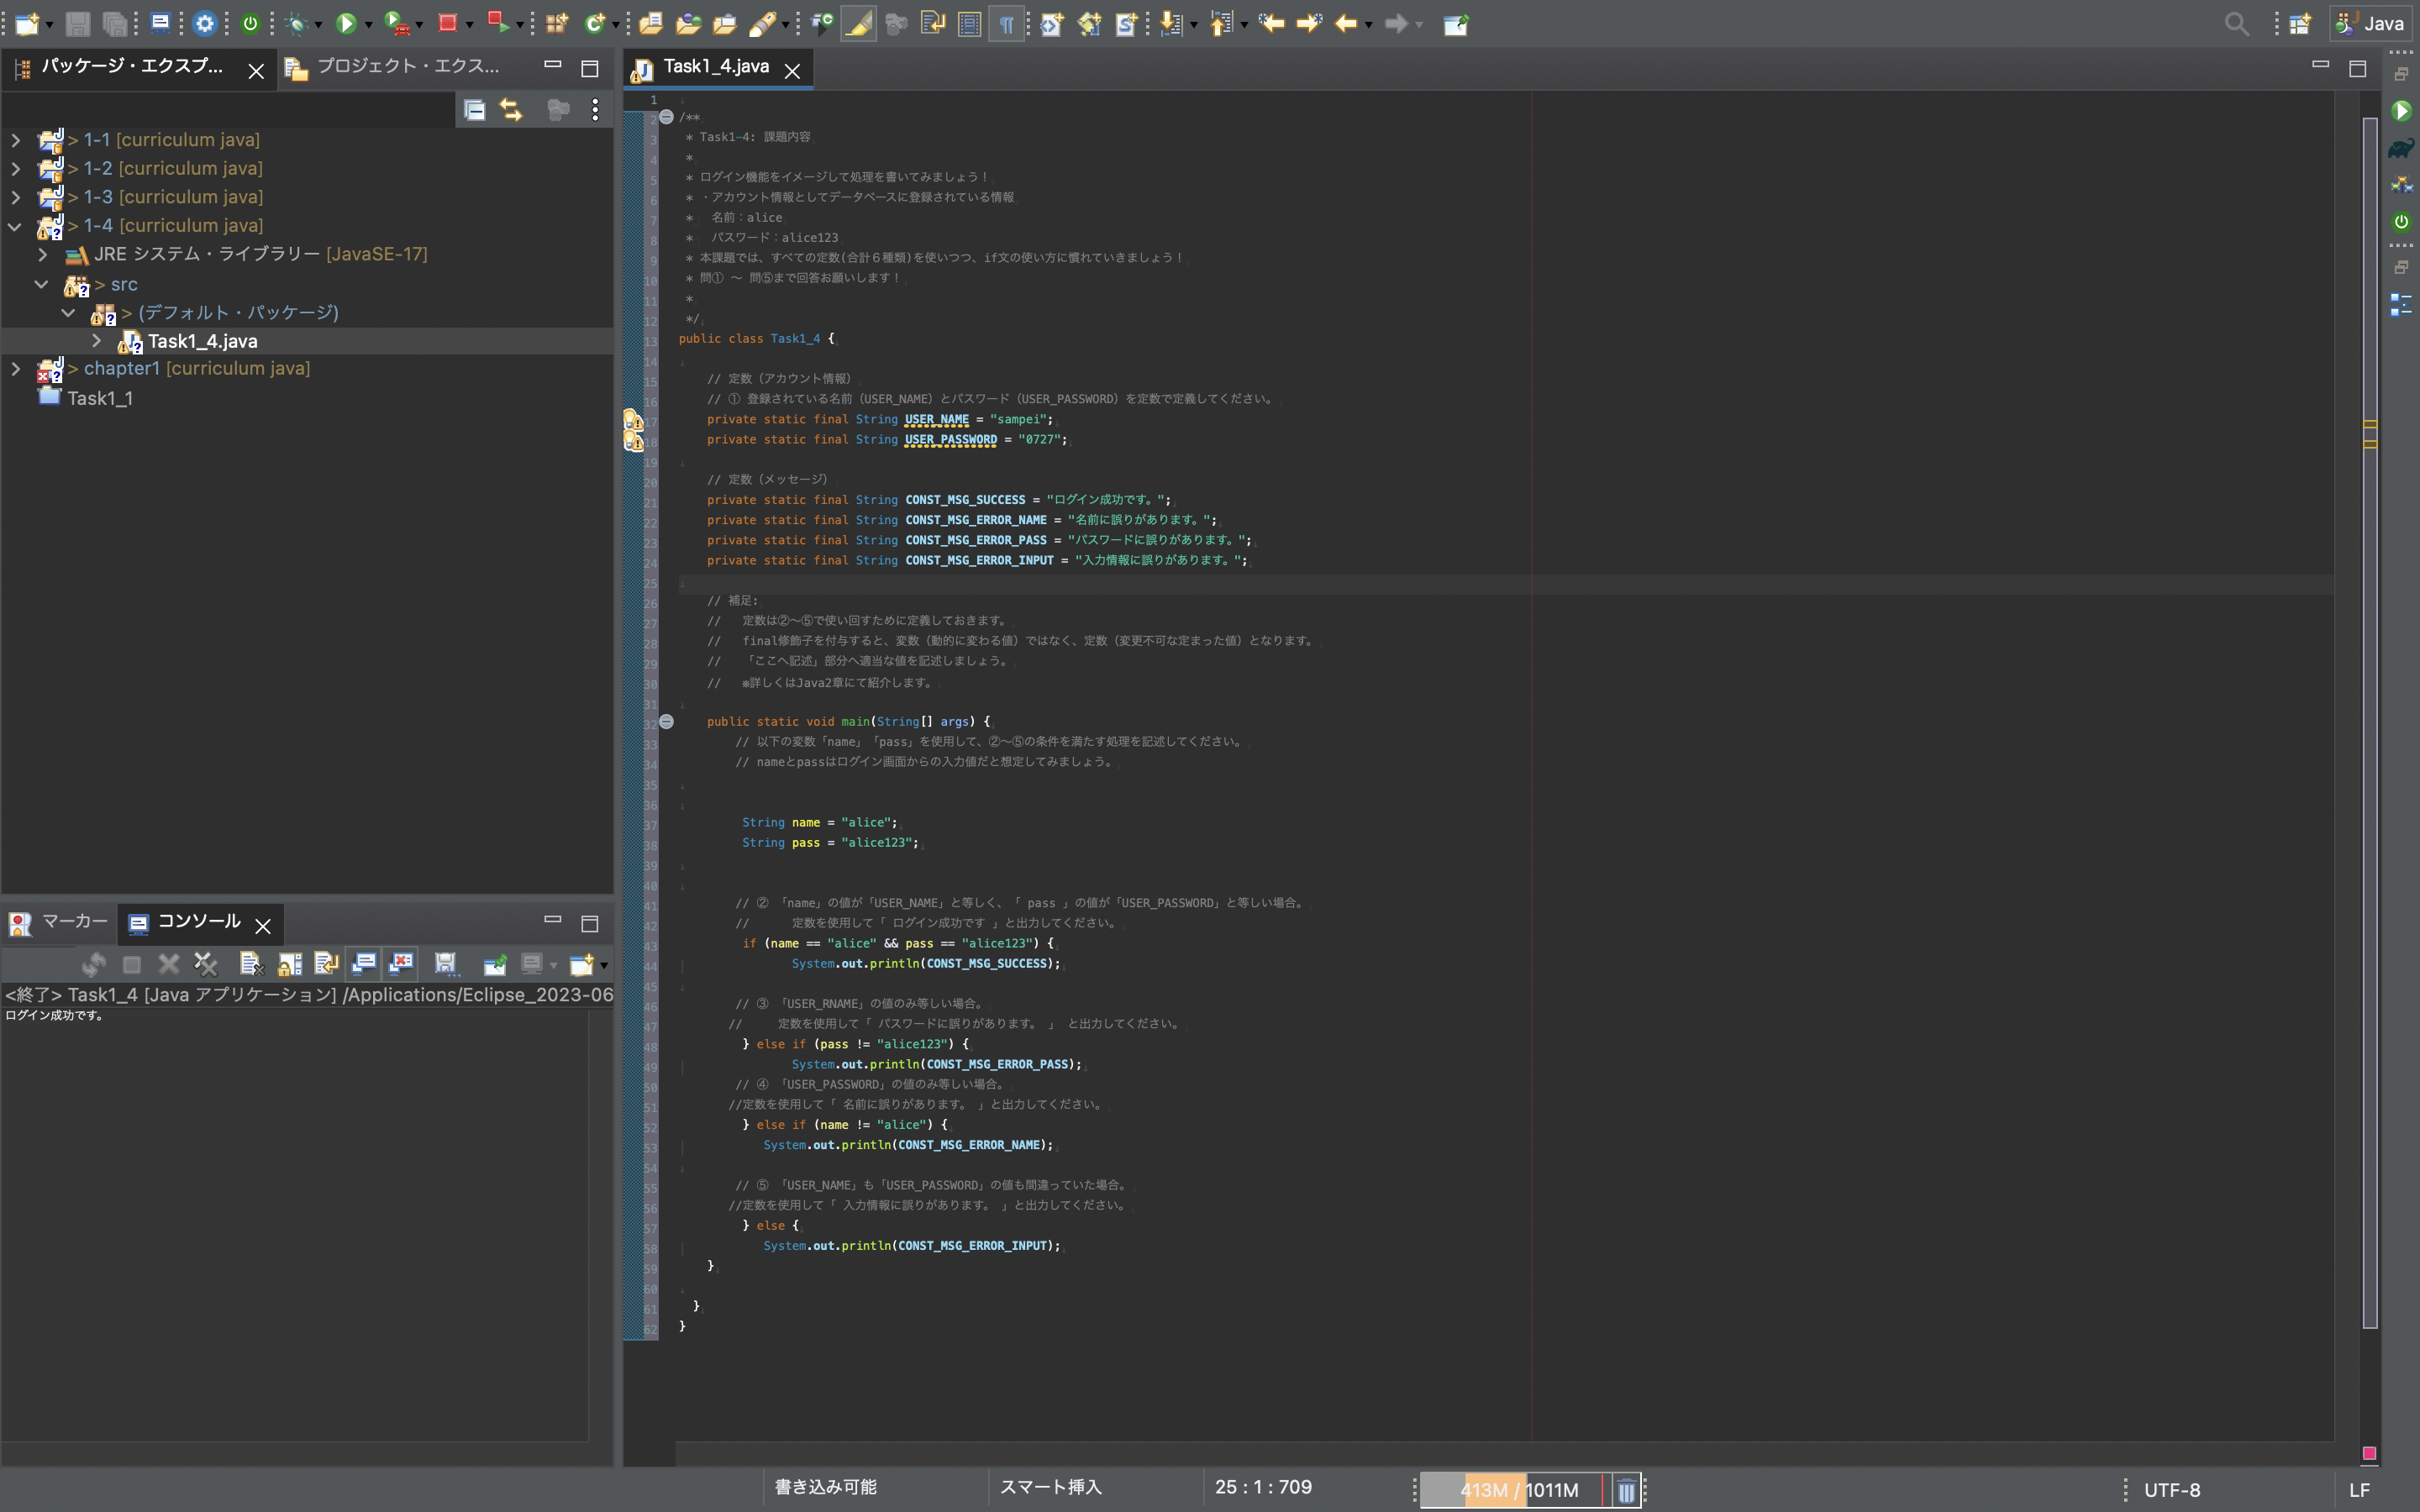 Java
パッケージ・エクスプ...
プロジェクト・エクス...
> 1-1 [curriculum java]
> 1-2 [curriculum java]
> 1-3 [curriculum java]
> 1-4 [curriculum java]
JRE システム・ライブラリー [JavaSE-17]
> src
> (デフォルト・パッケージ)
Task1_4.java
> chapter1 [curriculum java]
Task1_1
マーカー
コンソール
<終了> Task1_4 [Java アプリケーション] /Applications/Eclipse_2023-06
ログイン成功です。
Task1_4.java
1
2 /**
3 * Task1-4: 課題内容
4 *
5 * ログイン機能をイメージして処理を書いてみましょう！
6 * ・アカウント情報としてデータベースに登録されている情報
7 * 名前：alice
8 * パスワード：alice123
9 * 本課題では、すべての定数(合計６種類)を使いつつ、if文の使い方に慣れていきましょう！
10 * 問① 〜 問⑤まで回答お願いします！
11 *
12 */
13 public class Task1_4 {
14
15 // 定数（アカウント情報）
16 // ① 登録されている名前（USER_NAME）とパスワード（USER_PASSWORD）を定数で定義してください。
17 private static final String USER_NAME = "sampei";
18 private static final String USER_PASSWORD = "0727";
19
20 // 定数（メッセージ）
21 private static final String CONST_MSG_SUCCESS = "ログイン成功です。";
22 private static final String CONST_MSG_ERROR_NAME = "名前に誤りがあります。";
23 private static final String CONST_MSG_ERROR_PASS = "パスワードに誤りがあります。";
24 private static final String CONST_MSG_ERROR_INPUT = "入力情報に誤りがあります。";
25
26 // 補足:
27 // 定数は②〜⑤で使い回すために定義しておきます。
28 // final修飾子を付与すると、変数（動的に変わる値）ではなく、定数（変更不可な定まった値）となります。
29 // 「ここへ記述」部分へ適当な値を記述しましょう。
30 // ※詳しくはJava2章にて紹介します。
31
32 public static void main(String[] args) {
33 // 以下の変数「name」「pass」を使用して、②〜⑤の条件を満たす処理を記述してください。
34 // nameとpassはログイン画面からの入力値だと想定してみましょう。
35
36
37 String name = "alice";
38 String pass = "alice123";
39
40
41 // ② 「name」の値が「USER_NAME」と等しく、「 pass 」の値が「USER_PASSWORD」と等しい場合。
42 // 定数を使用して「 ログイン成功です 」と出力してください。
43 if (name == "alice" && pass == "alice123") {
44 System.out.println(CONST_MSG_SUCCESS);
45
46 // ③ 「USER_RNAME」の値のみ等しい場合。
47 // 定数を使用して「 パスワードに誤りがあります。 」 と出力してください。
48 } else if (pass != "alice123") {
49 System.out.println(CONST_MSG_ERROR_PASS);
50 // ④ 「USER_PASSWORD」の値のみ等しい場合。
51 //定数を使用して「 名前に誤りがあります。 」と出力してください。
52 } else if (name != "alice") {
53 System.out.println(CONST_MSG_ERROR_NAME);
54
55 // ⑤ 「USER_NAME」も「USER_PASSWORD」の値も間違っていた場合。
56 //定数を使用して「 入力情報に誤りがあります。 」と出力してください。
57 } else {
58 System.out.println(CONST_MSG_ERROR_INPUT);
59 }
60
61 }
62 }
書き込み可能
スマート挿入
25 : 1 : 709
413M / 1011M
UTF-8
LF